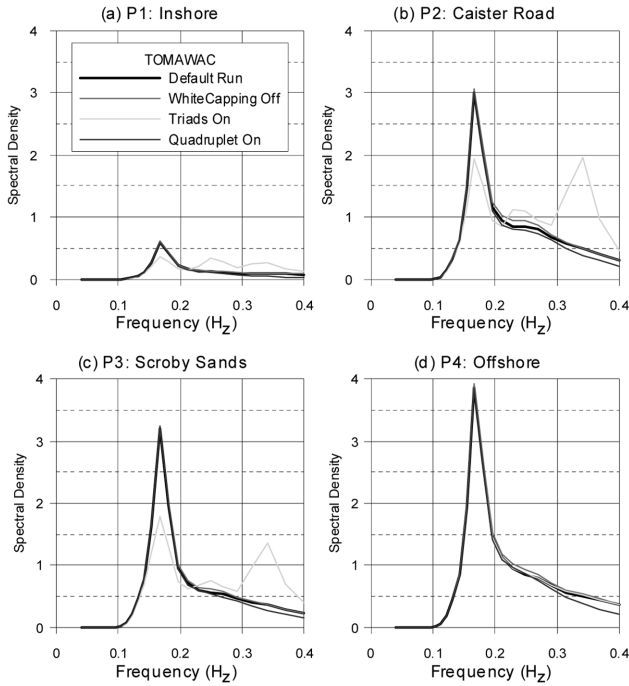 (a) P1: Inshore
4
3
2
1
0
Spectral Density
TOMAWAC
Default Run
WhiteCapping Off
Triads On
Quadruplet On
0 0.1 0.2 0.3 0.4
Frequency (Hz)
(b) P2: Caister Road
4
3
2
1
0
Spectral Density
0 0.1 0.2 0.3 0.4
Frequency (Hz)
(c) P3: Scroby Sands
4
3
2
1
0
Spectral Density
0 0.1 0.2 0.3 0.4
Frequency (Hz)
(d) P4: Offshore
4
3
2
1
0
Spectral Density
0 0.1 0.2 0.3 0.4
Frequency (Hz)